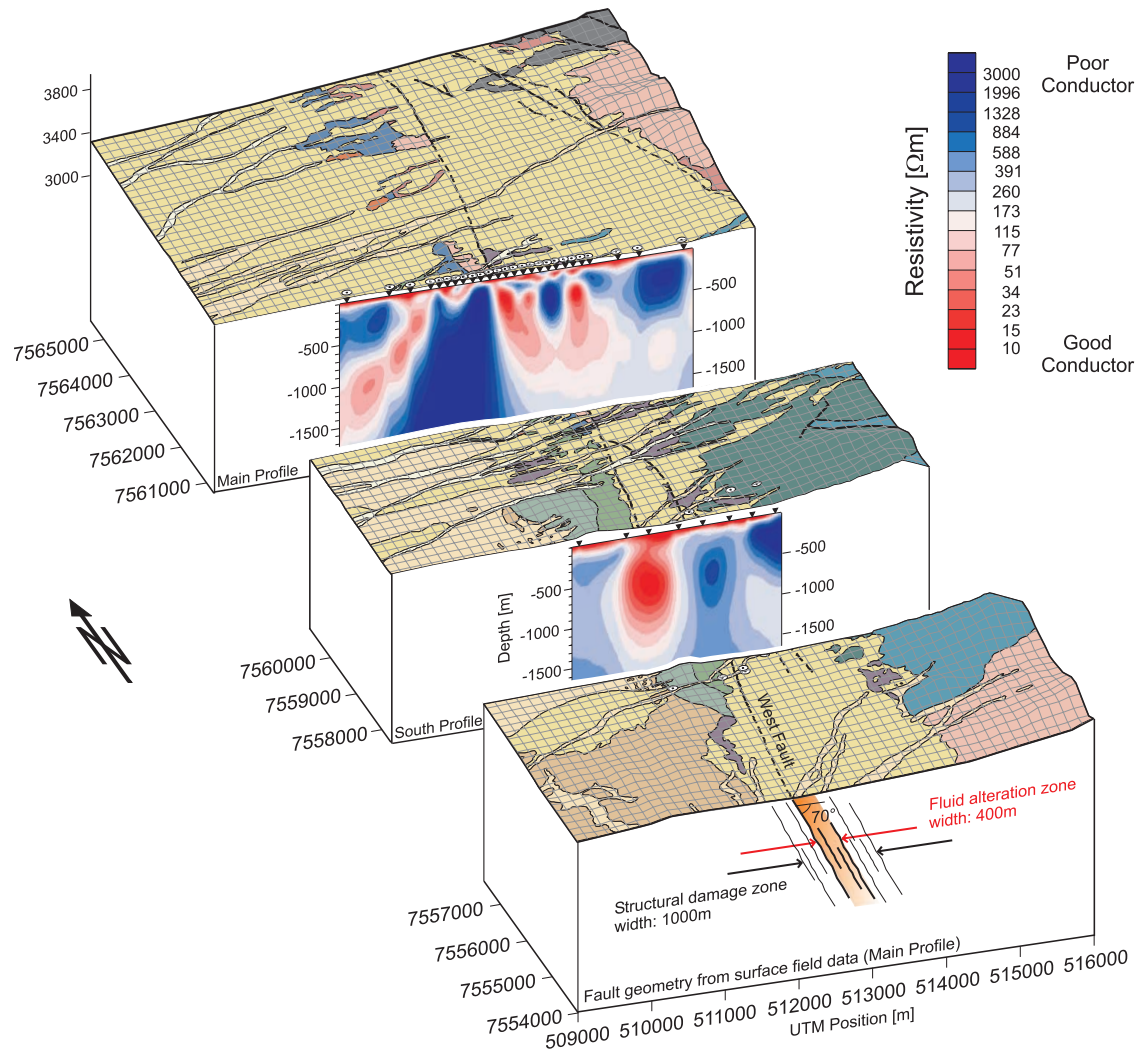 3800
3400
3000
7565000
7564000
7563000
7562000
7561000
Main Profile
-500
-1000
-1500
-500
-1000
-1500
Resistivity [Ωm]
3000
1996
1328
884
588
391
260
173
115
77
51
34
23
15
10
Poor
Conductor
Good
Conductor
7560000
7559000
7558000
South Profile
Depth [m]
-500
-1000
-1500
-500
-1000
-1500
N
West Fault
70°
Fluid alteration zone
width: 400m
Structural damage zone
width: 1000m
7557000
7556000
7555000
7554000
Fault geometry from surface field data (Main Profile)
509000 510000 511000 512000 513000 514000 515000 516000
UTM Position [m]